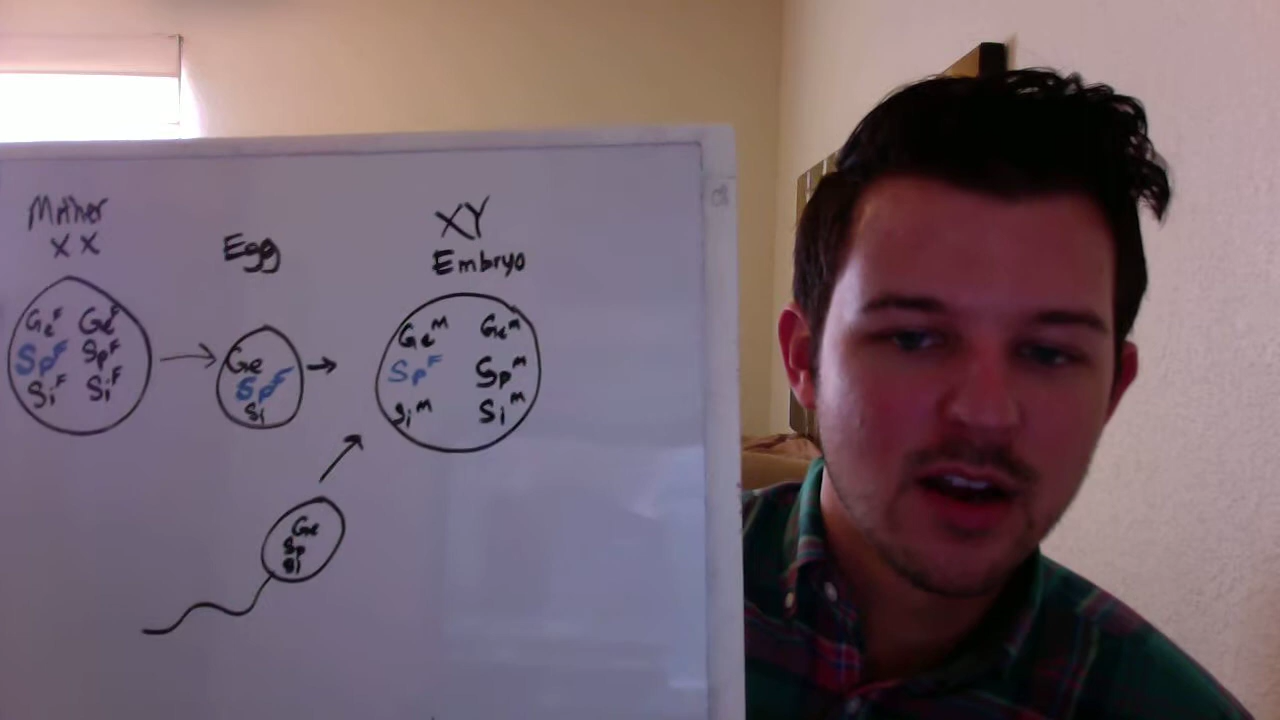 Mother
XX
Ge^F Ge^F
Sp^F Sp^F
Si^F Si^F
Egg
Ge
Sp^F
Si
XY
Embryo
Ge^M Ge^M
Sp^F Sp^M
Si^M Si^M
Ge
Sp
Si